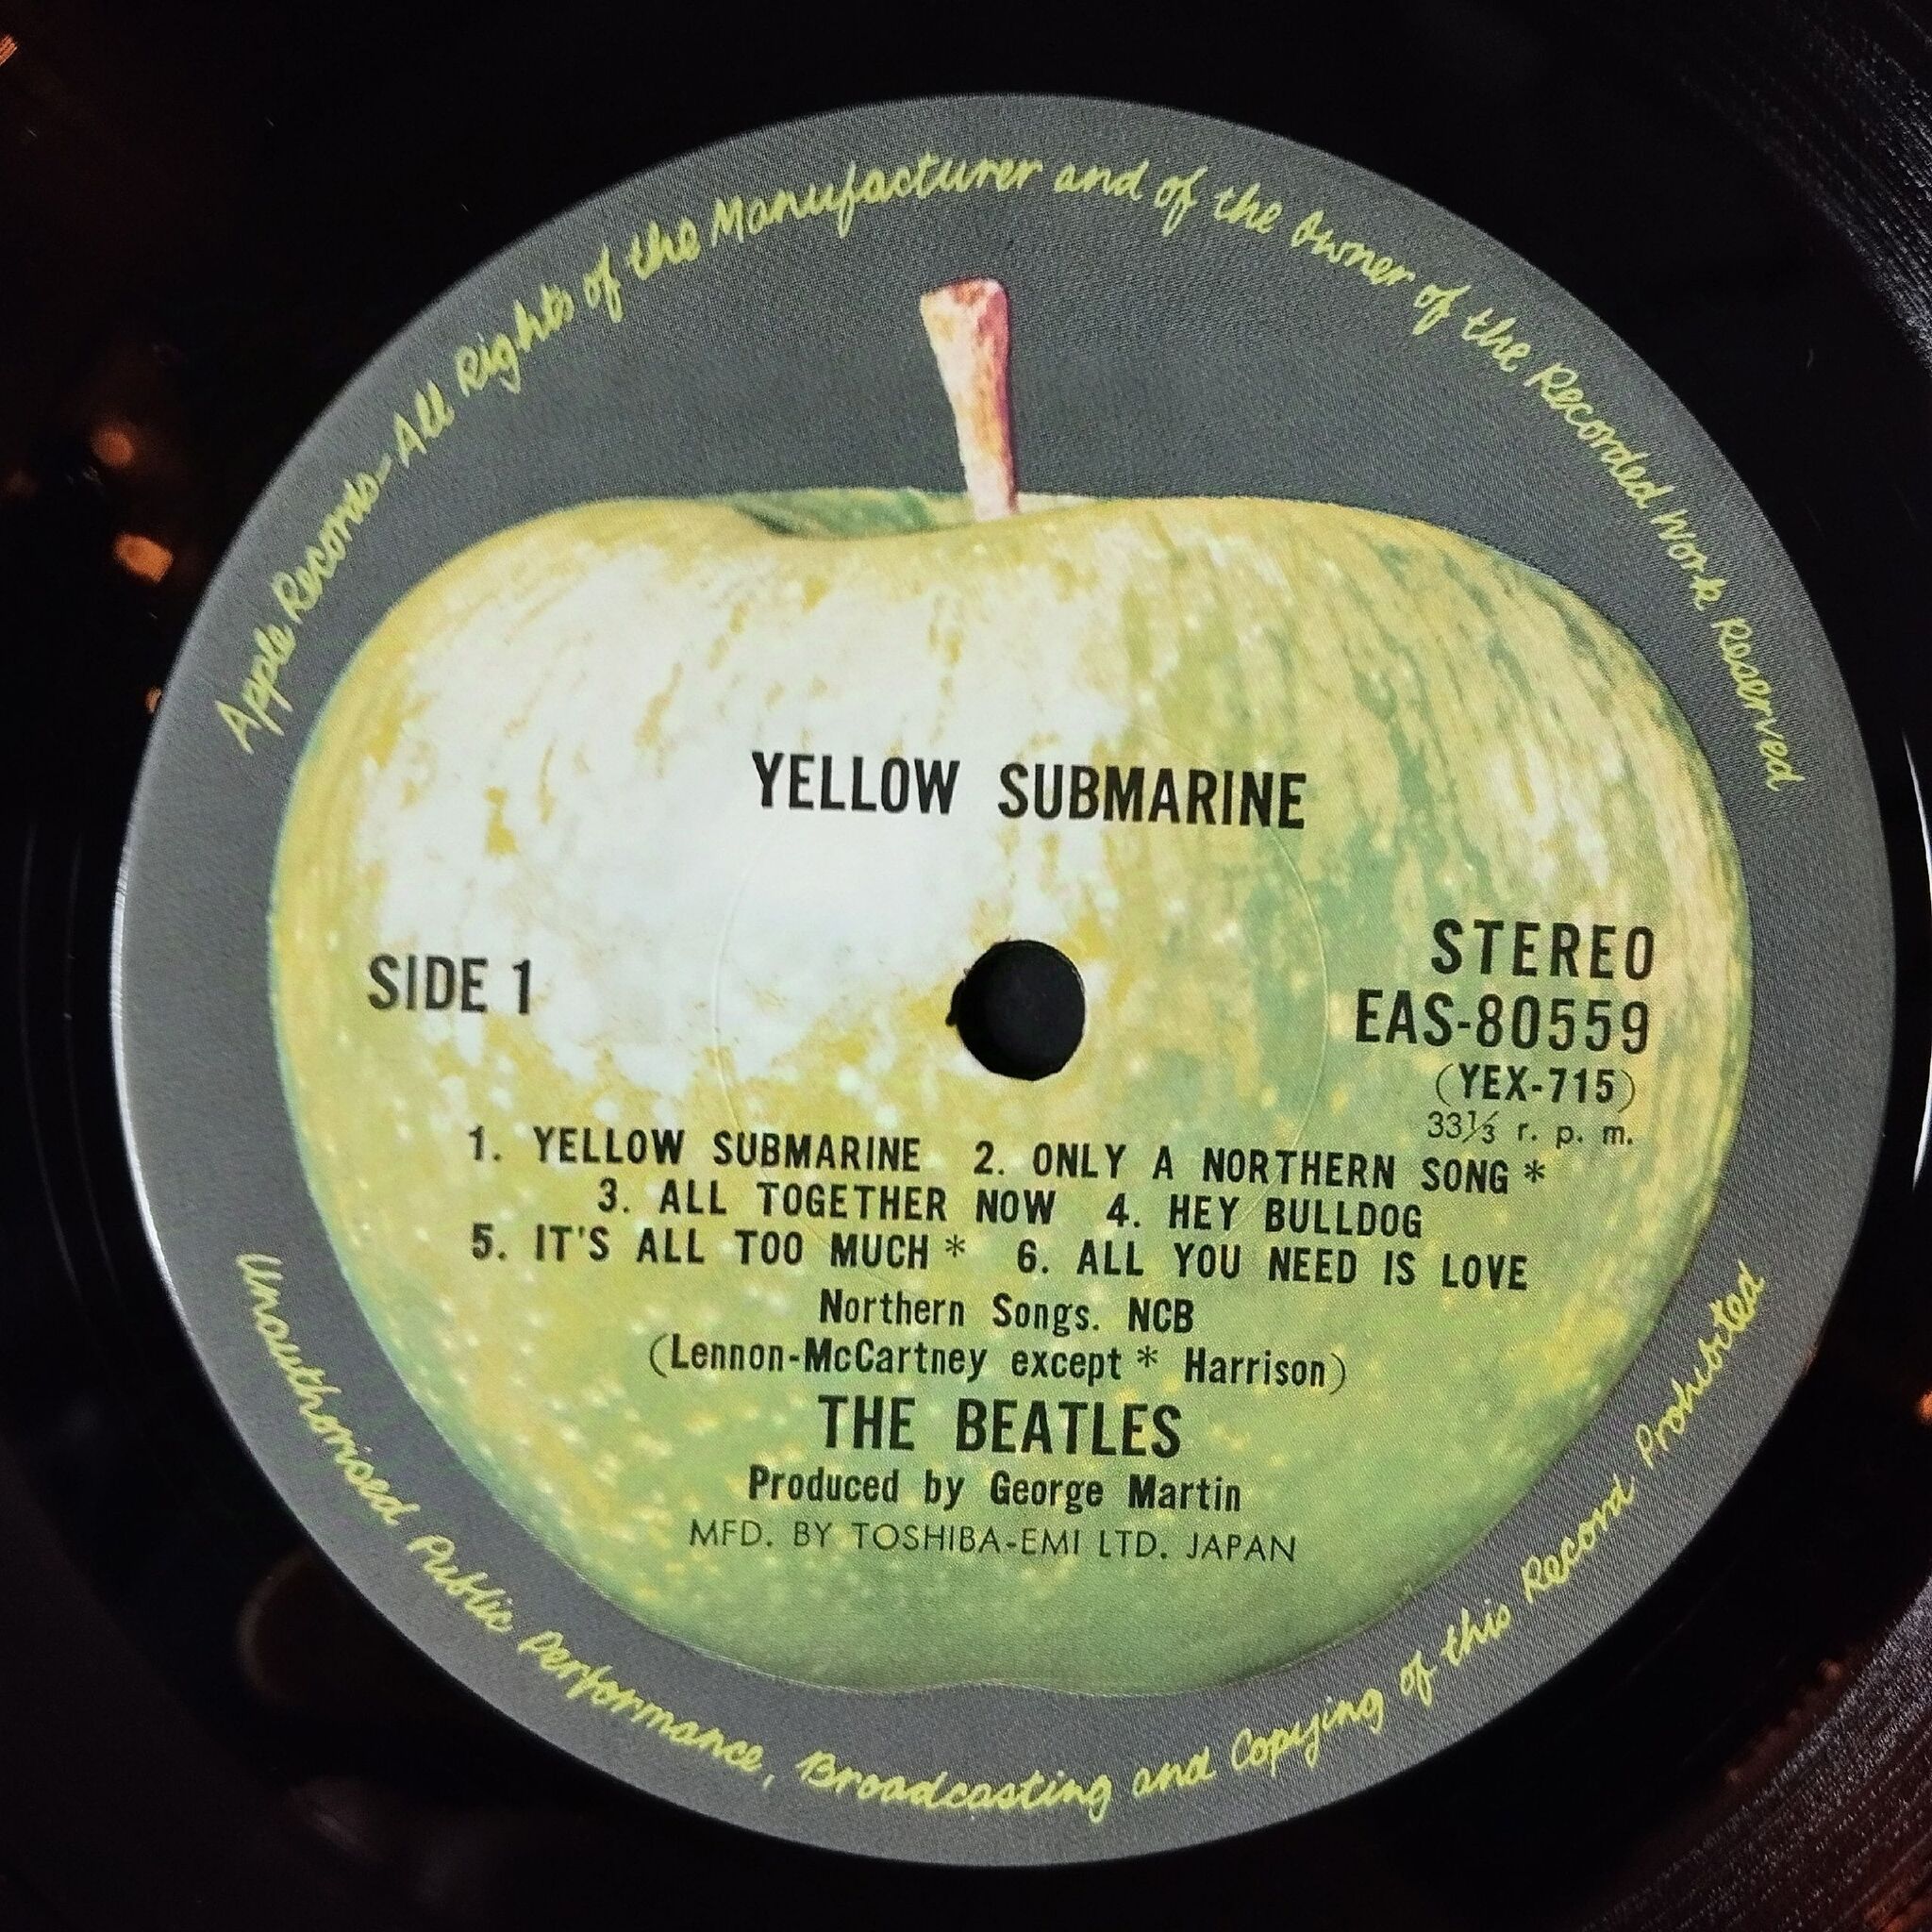 Apple Records-All Rights of the Manufacturer and of the Owner of the Recorded Work Reserved
YELLOW SUBMARINE
SIDE 1
STEREO
EAS-80559
(YEX-715)
33⅓ r. p. m.
1. YELLOW SUBMARINE 2. ONLY A NORTHERN SONG *
3. ALL TOGETHER NOW 4. HEY BULLDOG
5. IT'S ALL TOO MUCH * 6. ALL YOU NEED IS LOVE
Northern Songs. NCB
(Lennon-McCartney except * Harrison)
THE BEATLES
Produced by George Martin
MFD. BY TOSHIBA-EMI LTD. JAPAN
Unauthorised Public Performance, Broadcasting and Copying of this Record Prohibited